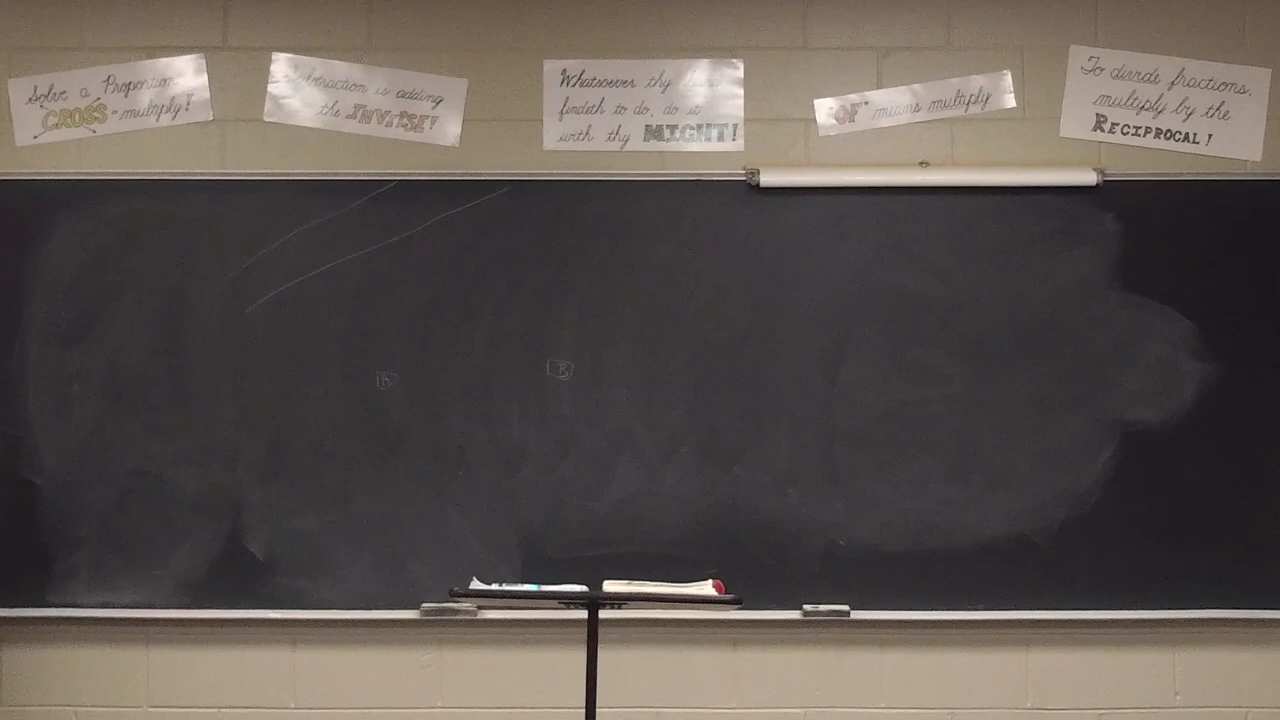 Solve a Proportion
CROSS-multiply!
Subtraction is adding
the INVERSE!
Whatsoever thy hand
findeth to do, do it
with thy MIGHT!
"OF" means multiply
To divide fractions,
multiply by the
RECIPROCAL!
A
B